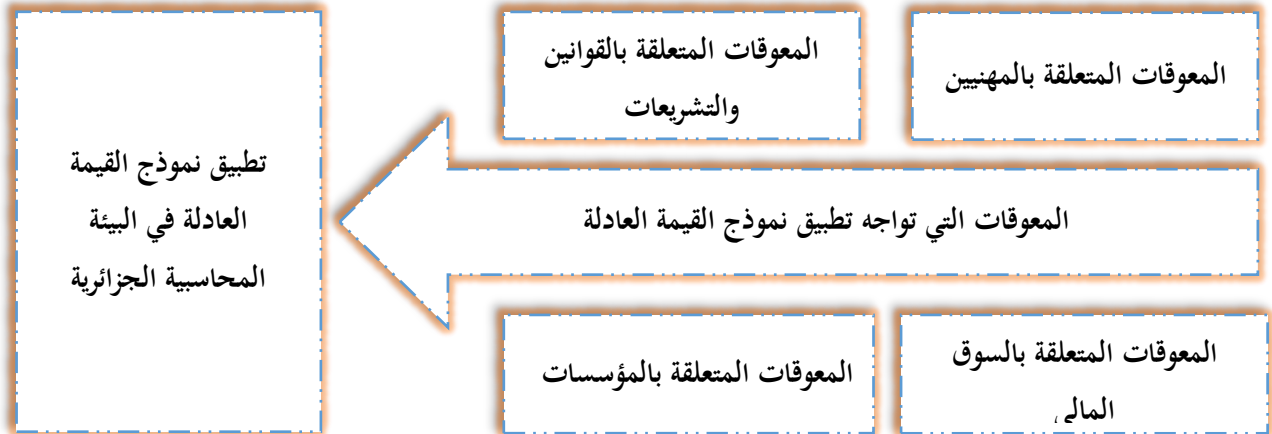 المعوقات المتعلقة بالمهنيين
المعوقات المتعلقة بالقوانين
والتشريعات
المعوقات التي تواجه تطبيق نموذج القيمة العادلة
تطبيق نموذج القيمة
العادلة في البيئة
المحاسبية الجزائرية
المعوقات المتعلقة بالسوق
المالي
المعوقات المتعلقة بالمؤسسات